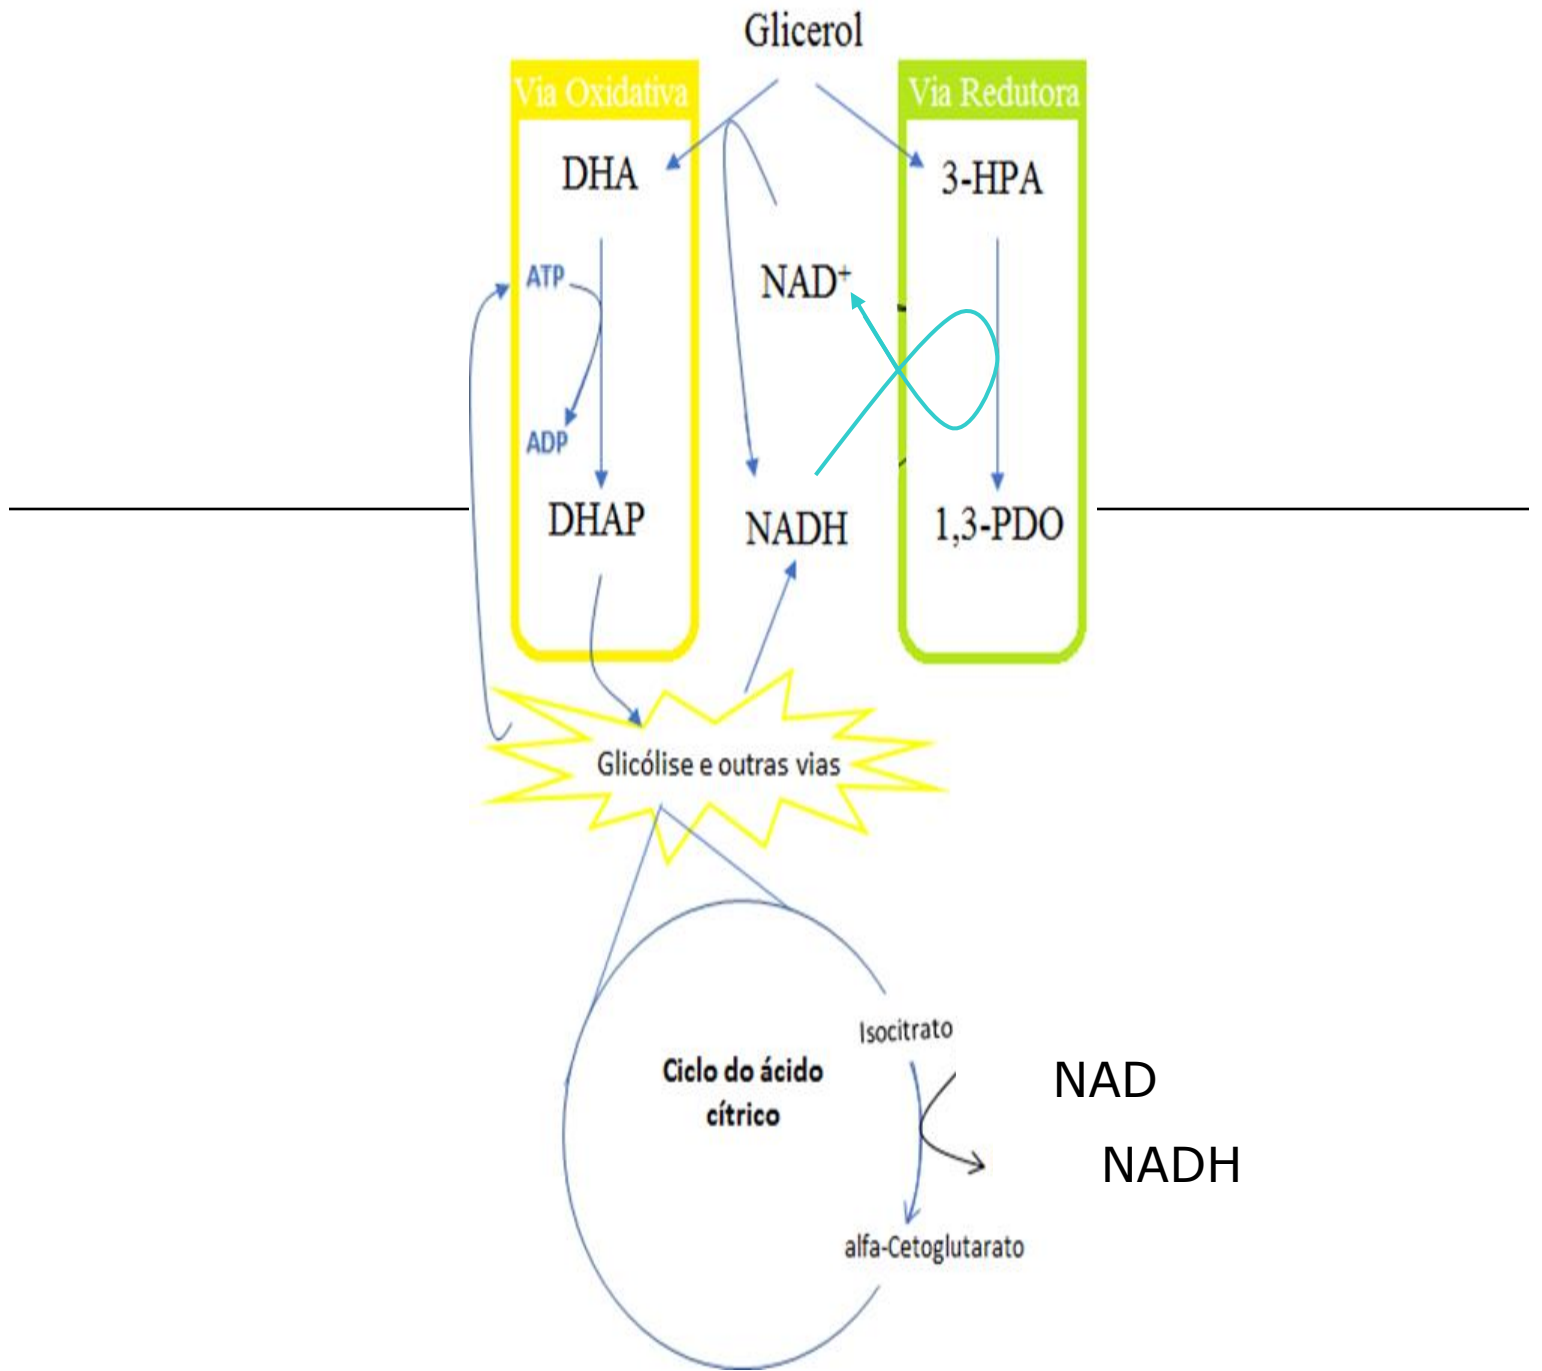 Glicerol
Via Oxidativa
Via Redutora
DHA
3-HPA
ATP
NAD⁺
ADP
DHAP
NADH
1,3-PDO
Glicólise e outras vias
Isocitrato
Ciclo do ácido
cítrico
NAD
NADH
alfa-Cetoglutarato